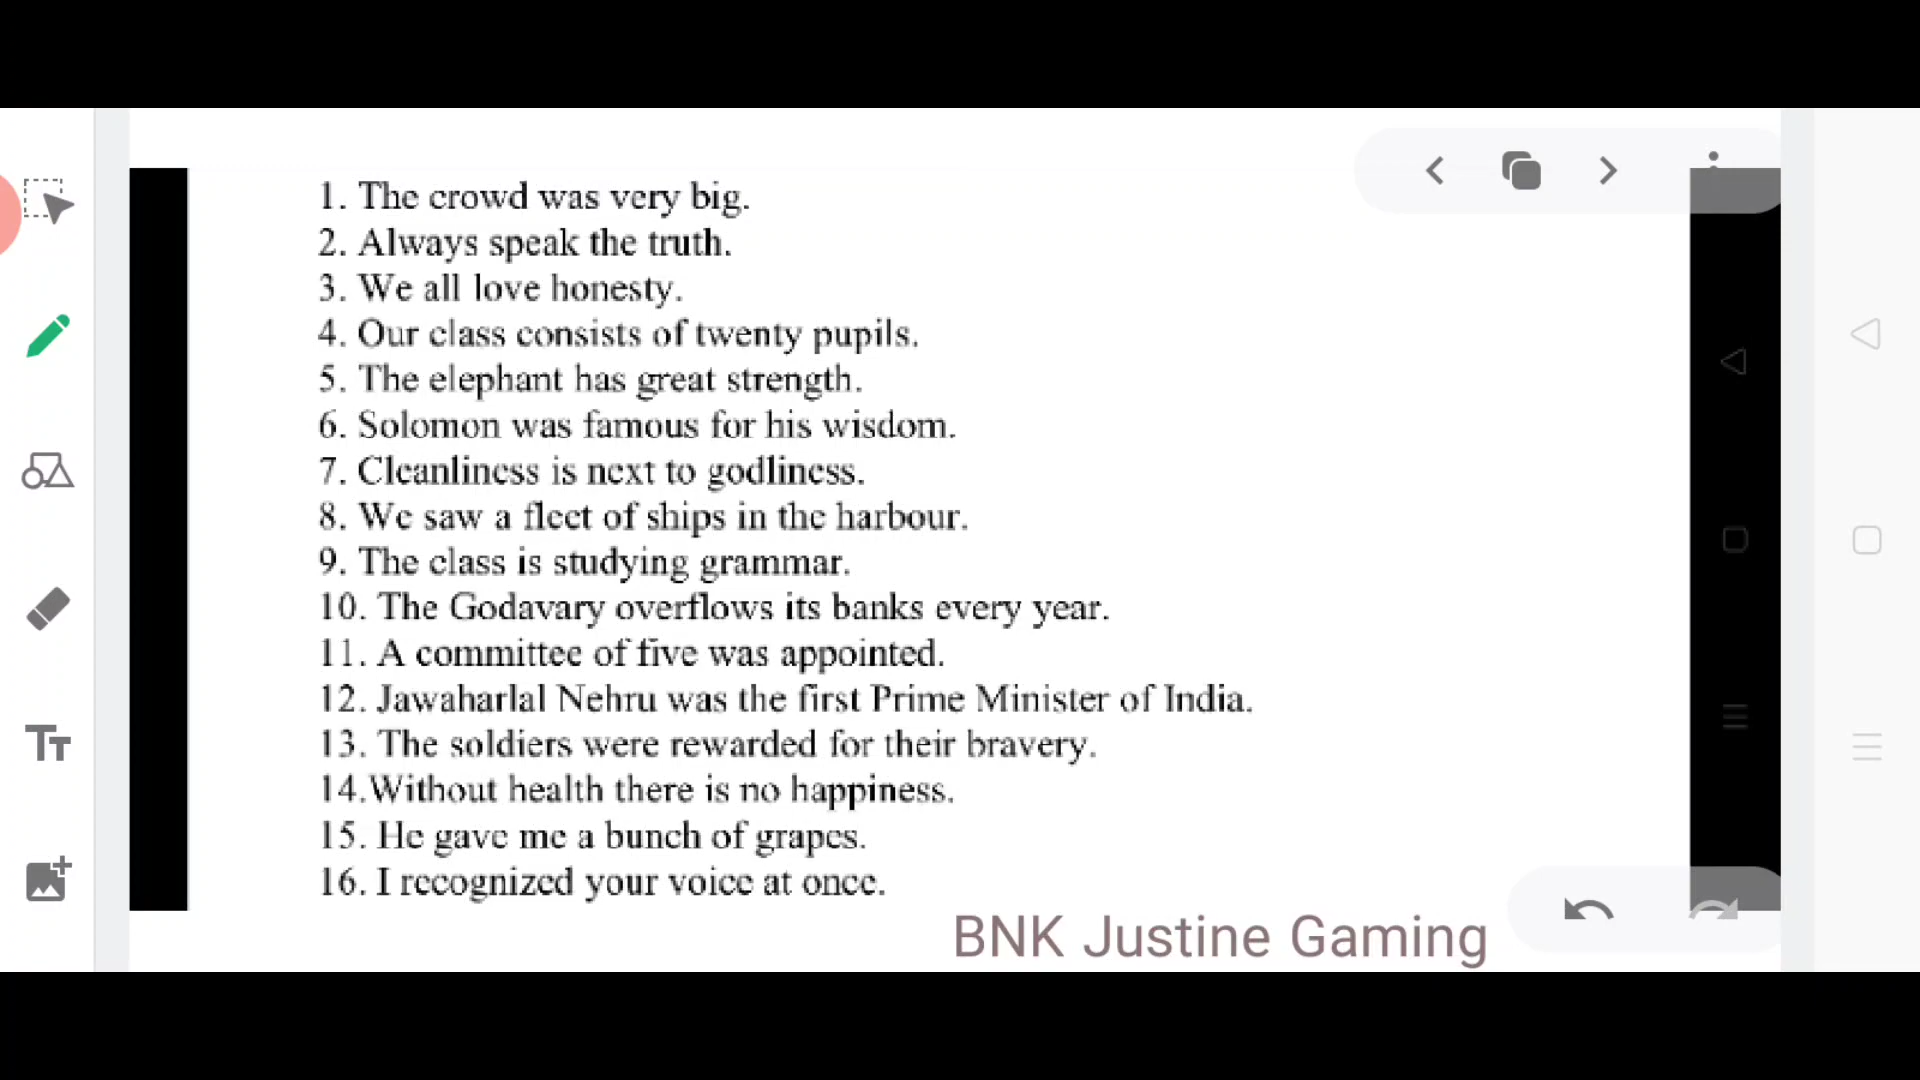 1. The crowd was very big.
2. Always speak the truth.
3. We all love honesty.
4. Our class consists of twenty pupils.
5. The elephant has great strength.
6. Solomon was famous for his wisdom.
7. Cleanliness is next to godliness.
8. We saw a fleet of ships in the harbour.
9. The class is studying grammar.
10. The Godavary overflows its banks every year.
11. A committee of five was appointed.
12. Jawaharlal Nehru was the first Prime Minister of India.
13. The soldiers were rewarded for their bravery.
14.Without health there is no happiness.
15. He gave me a bunch of grapes.
16. I recognized your voice at once.
TT
BNK Justine Gaming